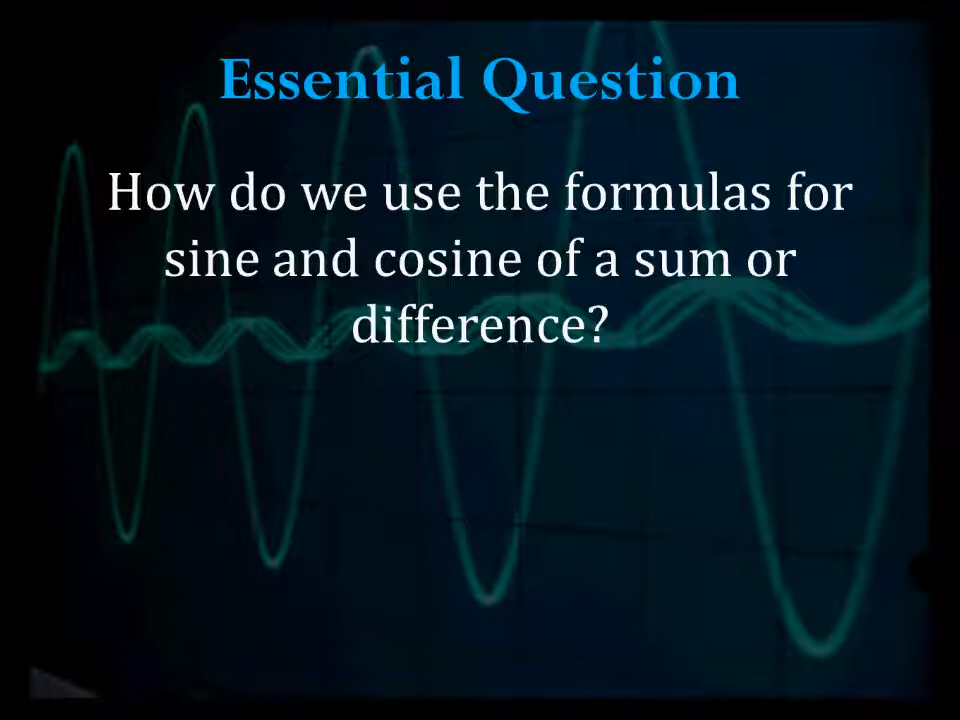 Essential Question
How do we use the formulas for
sine and cosine of a sum or
difference?